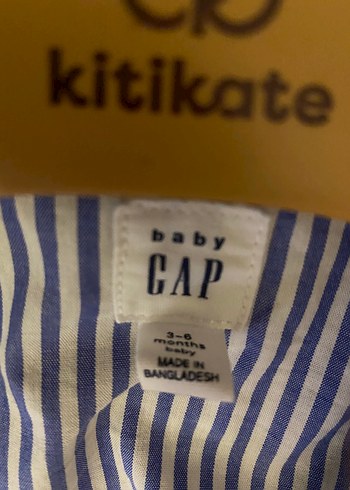 kitikate
baby
GAP
3-6
months
baby
MADE IN
BANGLADESH